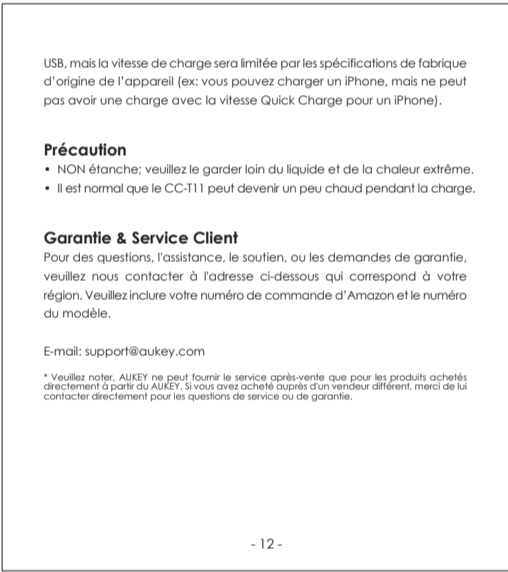 USB, mais la vitesse de charge sera limitée par les spécifications de fabrique
d'origine de l'appareil (ex: vous pouvez charger un iPhone, mais ne peut
pas avoir une charge avec la vitesse Quick Charge pour un iPhone).
Précaution
• NON étanche; veuillez le garder loin du liquide et de la chaleur extrême.
• Il est normal que le CC-T11 peut devenir un peu chaud pendant la charge.
Garantie & Service Client
Pour des questions, l'assistance, le soutien, ou les demandes de garantie,
veuillez nous contacter à l'adresse ci-dessous qui correspond à votre
région. Veuillez inclure votre numéro de commande d'Amazon et le numéro
du modèle.
E-mail: support@aukey.com
* Veuillez noter, AUKEY ne peut fournir le service après-vente que pour les produits achetés
directement à partir du AUKEY. Si vous avez acheté auprès d'un vendeur différent, merci de lui
contacter directement pour les questions de service ou de garantie.
- 12 -